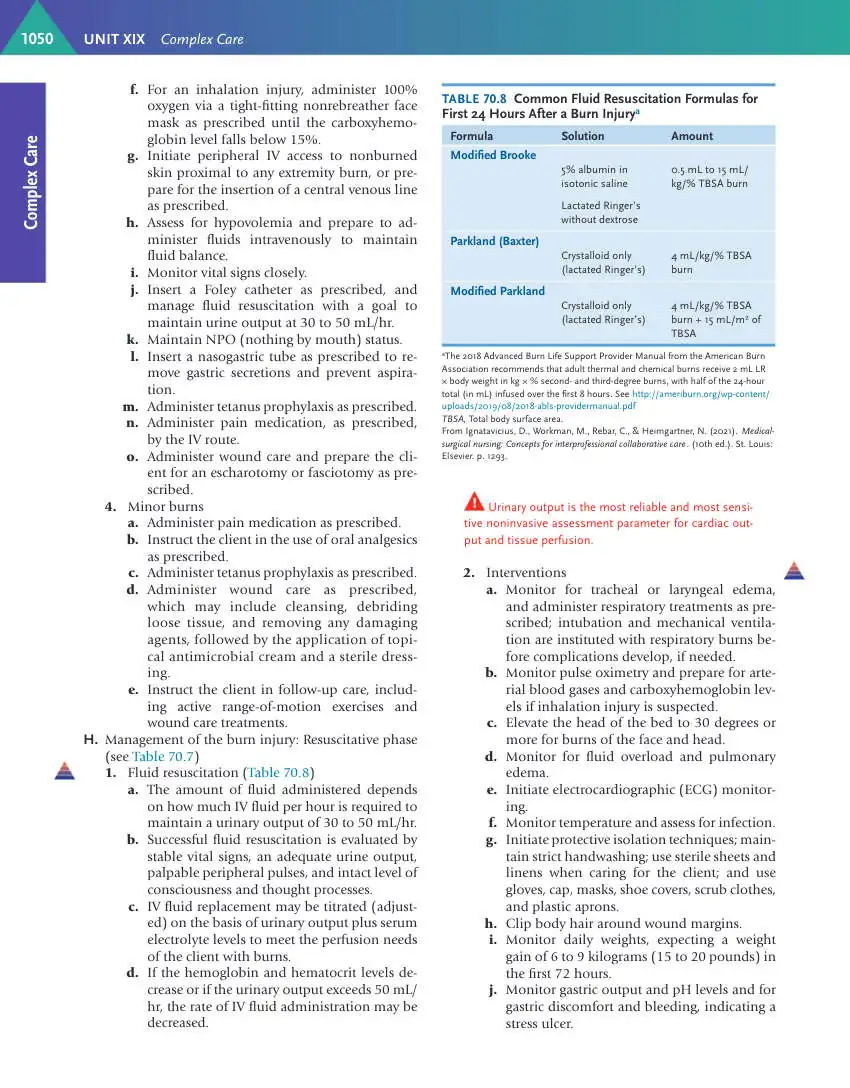 1050 UNIT XIX Complex Care
Complex Care
f. For an inhalation injury, administer 100%
oxygen via a tight-fitting nonrebreather face
mask as prescribed until the carboxyhemo-
globin level falls below 15%.
g. Initiate peripheral IV access to nonburned
skin proximal to any extremity burn, or pre-
pare for the insertion of a central venous line
as prescribed.
h. Assess for hypovolemia and prepare to ad-
minister fluids intravenously to maintain
fluid balance.
i. Monitor vital signs closely.
j. Insert a Foley catheter as prescribed, and
manage fluid resuscitation with a goal to
maintain urine output at 30 to 50 mL/hr.
k. Maintain NPO (nothing by mouth) status.
l. Insert a nasogastric tube as prescribed to re-
move gastric secretions and prevent aspira-
tion.
m. Administer tetanus prophylaxis as prescribed.
n. Administer pain medication, as prescribed,
by the IV route.
o. Administer wound care and prepare the cli-
ent for an escharotomy or fasciotomy as pre-
scribed.
4. Minor burns
a. Administer pain medication as prescribed.
b. Instruct the client in the use of oral analgesics
as prescribed.
c. Administer tetanus prophylaxis as prescribed.
d. Administer wound care as prescribed,
which may include cleansing, debriding
loose tissue, and removing any damaging
agents, followed by the application of topi-
cal antimicrobial cream and a sterile dress-
ing.
e. Instruct the client in follow-up care, includ-
ing active range-of-motion exercises and
wound care treatments.
H. Management of the burn injury: Resuscitative phase
(see Table 70.7)
1. Fluid resuscitation (Table 70.8)
a. The amount of fluid administered depends
on how much IV fluid per hour is required to
maintain a urinary output of 30 to 50 mL/hr.
b. Successful fluid resuscitation is evaluated by
stable vital signs, an adequate urine output,
palpable peripheral pulses, and intact level of
consciousness and thought processes.
c. IV fluid replacement may be titrated (adjust-
ed) on the basis of urinary output plus serum
electrolyte levels to meet the perfusion needs
of the client with burns.
d. If the hemoglobin and hematocrit levels de-
crease or if the urinary output exceeds 50 mL/
hr, the rate of IV fluid administration may be
decreased.
TABLE 70.8 Common Fluid Resuscitation Formulas for
First 24 Hours After a Burn Injuryᵃ
Formula Solution Amount
Modified Brooke
5% albumin in 0.5 mL to 15 mL/
isotonic saline kg/% TBSA burn
Lactated Ringer's
without dextrose
Parkland (Baxter)
Crystalloid only 4 mL/kg/% TBSA
(lactated Ringer's) burn
Modified Parkland
Crystalloid only 4 mL/kg/% TBSA
(lactated Ringer's) burn + 15 mL/m² of
TBSA
ᵃThe 2018 Advanced Burn Life Support Provider Manual from the American Burn
Association recommends that adult thermal and chemical burns receive 2 mL LR
× body weight in kg × % second- and third-degree burns, with half of the 24-hour
total (in mL) infused over the first 8 hours. See http://ameriburn.org/wp-content/
uploads/2019/08/2018-abls-providermanual.pdf
TBSA, Total body surface area.
From Ignatavicius, D., Workman, M., Rebar, C., & Heimgartner, N. (2021). Medical-
surgical nursing: Concepts for interprofessional collaborative care . (10th ed.). St. Louis:
Elsevier. p. 1293.
Urinary output is the most reliable and most sensi-
tive noninvasive assessment parameter for cardiac out-
put and tissue perfusion.
2. Interventions
a. Monitor for tracheal or laryngeal edema,
and administer respiratory treatments as pre-
scribed; intubation and mechanical ventila-
tion are instituted with respiratory burns be-
fore complications develop, if needed.
b. Monitor pulse oximetry and prepare for arte-
rial blood gases and carboxyhemoglobin lev-
els if inhalation injury is suspected.
c. Elevate the head of the bed to 30 degrees or
more for burns of the face and head.
d. Monitor for fluid overload and pulmonary
edema.
e. Initiate electrocardiographic (ECG) monitor-
ing.
f. Monitor temperature and assess for infection.
g. Initiate protective isolation techniques; main-
tain strict handwashing; use sterile sheets and
linens when caring for the client; and use
gloves, cap, masks, shoe covers, scrub clothes,
and plastic aprons.
h. Clip body hair around wound margins.
i. Monitor daily weights, expecting a weight
gain of 6 to 9 kilograms (15 to 20 pounds) in
the first 72 hours.
j. Monitor gastric output and pH levels and for
gastric discomfort and bleeding, indicating a
stress ulcer.